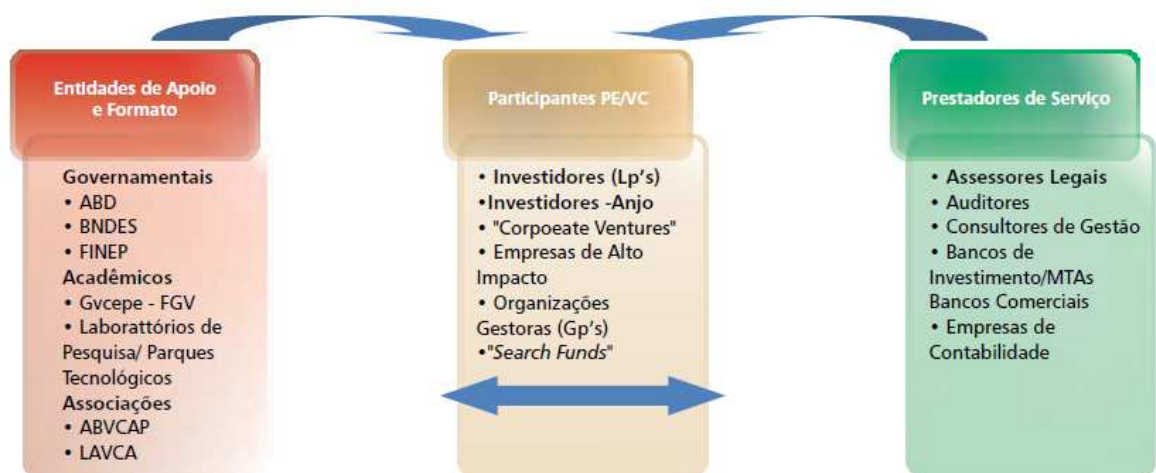 Entidades de Apoio
e Formato
Governamentais
• ABD
• BNDES
• FINEP
Acadêmicos
• Gvcepe - FGV
• Laborattórios de
Pesquisa/ Parques
Tecnológicos
Associações
• ABVCAP
• LAVCA
Participantes PE/VC
• Investidores (Lp's)
•Investidores -Anjo
• "Corpoeate Ventures"
• Empresas de Alto
Impacto
• Organizações
Gestoras (Gp's)
•"Search Funds"
Prestadores de Serviço
• Assessores Legais
• Auditores
• Consultores de Gestão
• Bancos de
Investimento/MTAs
Bancos Comerciais
• Empresas de
Contabilidade